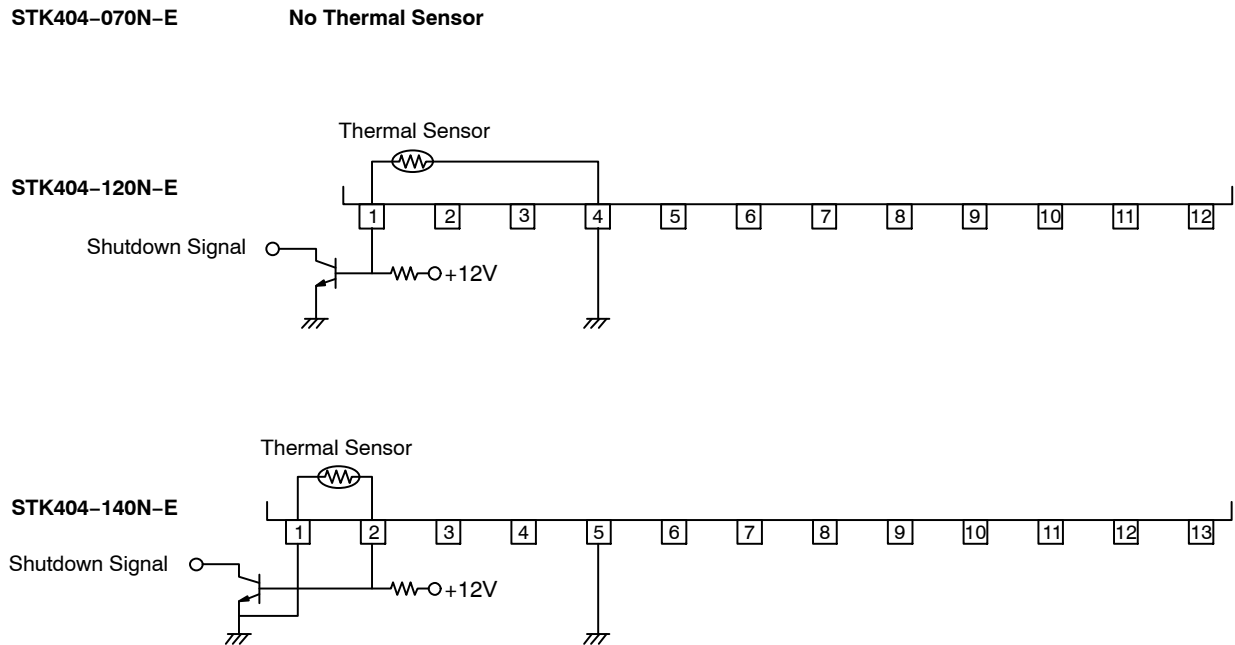 STK404−070N−E No Thermal Sensor
Thermal Sensor
STK404−120N−E
1 2 3 4 5 6 7 8 9 10 11 12
Shutdown Signal
+12V
Thermal Sensor
STK404−140N−E
1 2 3 4 5 6 7 8 9 10 11 12 13
Shutdown Signal
+12V